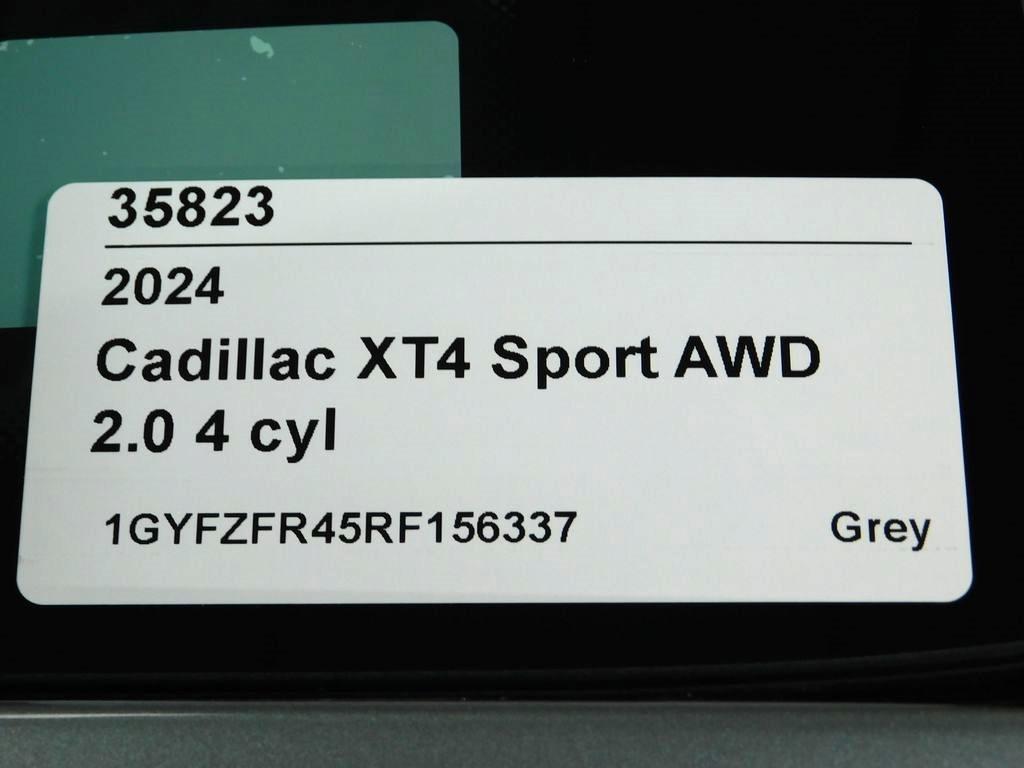 35823
2024
Cadillac XT4 Sport AWD
2.0 4 cyl
1GYFZFR45RF156337 Grey